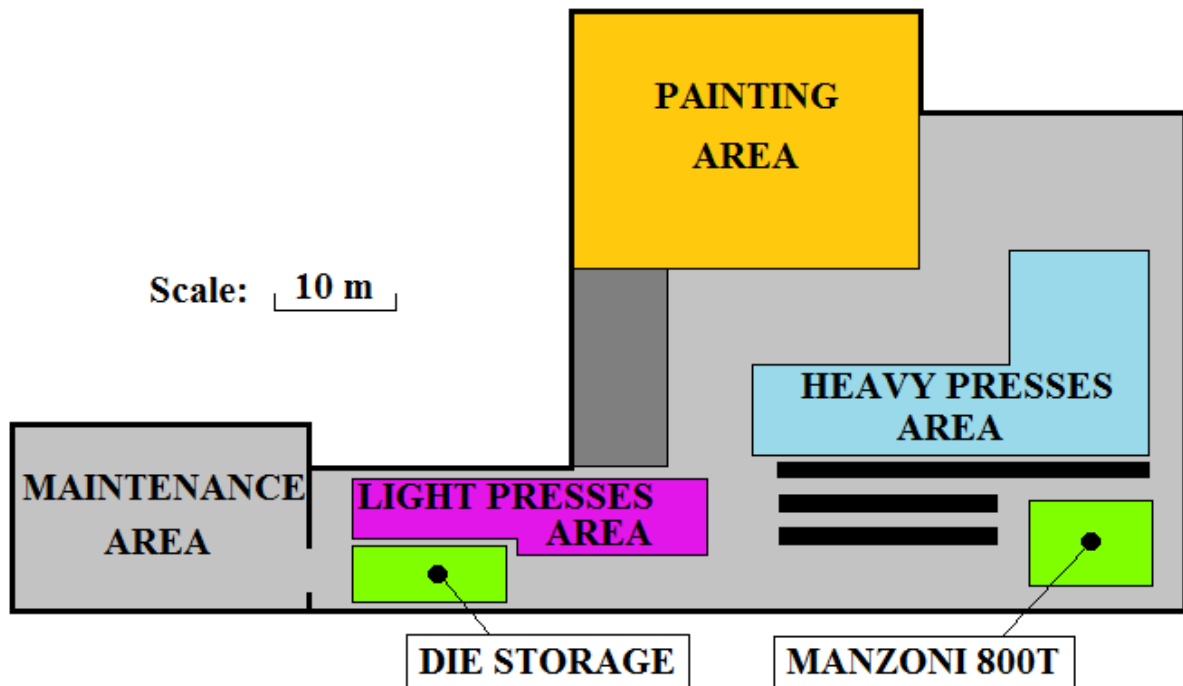 PAINTING
AREA
Scale: 10 m
HEAVY PRESSES
AREA
MAINTENANCE
AREA
LIGHT PRESSES
AREA
DIE STORAGE
MANZONI 800T